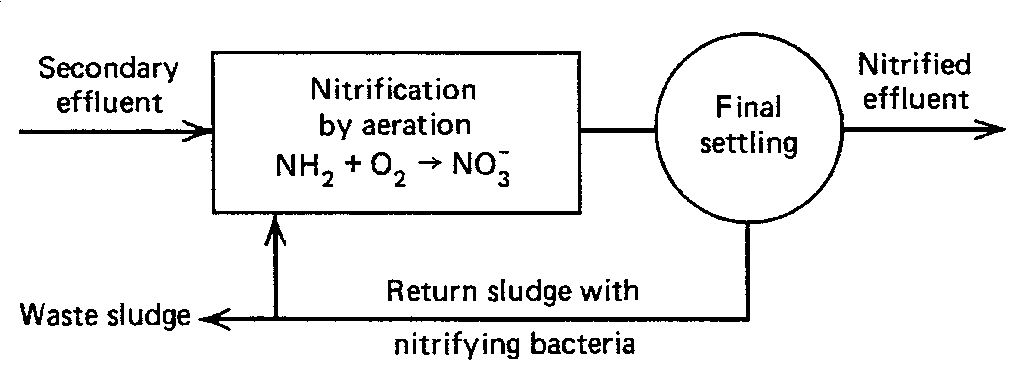 Secondary
effluent
Nitrification
by aeration
NH₂ + O₂ → NO₃⁻
Final
settling
Nitrified
effluent
Return sludge with
nitrifying bacteria
Waste sludge